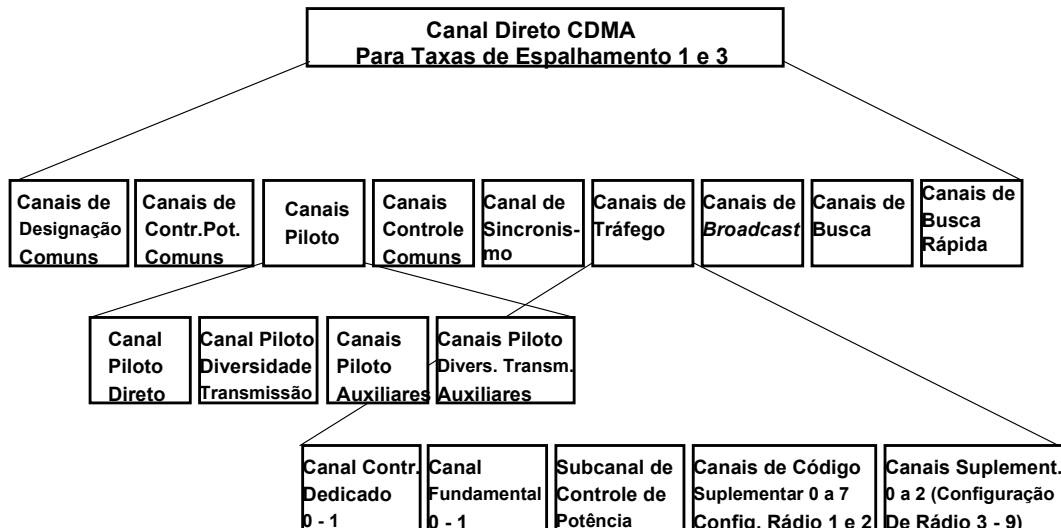 Canal Direto CDMA
Para Taxas de Espalhamento 1 e 3
Canais de
Designação
Comuns
Canais de
Contr.Pot.
Comuns
Canais
Piloto
Canais
Controle
Comuns
Canal de
Sincronis-
mo
Canais de
Tráfego
Canais de
Broadcast
Canais de
Busca
Canais de
Busca
Rápida
Canal
Piloto
Direto
Canal Piloto
Diversidade
Transmissão
Canais
Piloto
Auxiliares
Canais Piloto
Divers. Transm.
Auxiliares
Canal Contr.
Dedicado
0 - 1
Canal
Fundamental
0 - 1
Subcanal de
Controle de
Potência
Canais de Código
Suplementar 0 a 7
Config. Rádio 1 e 2
Canais Suplement.
0 a 2 (Configuração
De Rádio 3 - 9)